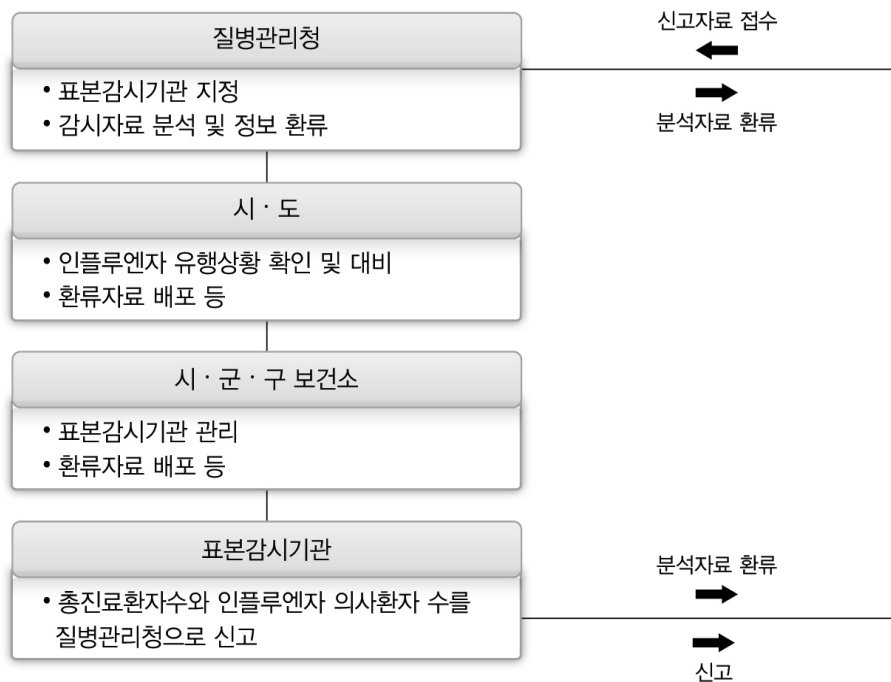 질병관리청
• 표본감시기관 지정
• 감시자료 분석 및 정보 환류
신고자료 접수
분석자료 환류
시 · 도
• 인플루엔자 유행상황 확인 및 대비
• 환류자료 배포 등
시 · 군 · 구 보건소
• 표본감시기관 관리
• 환류자료 배포 등
표본감시기관
• 총진료환자수와 인플루엔자 의사환자 수를
질병관리청으로 신고
분석자료 환류
신고